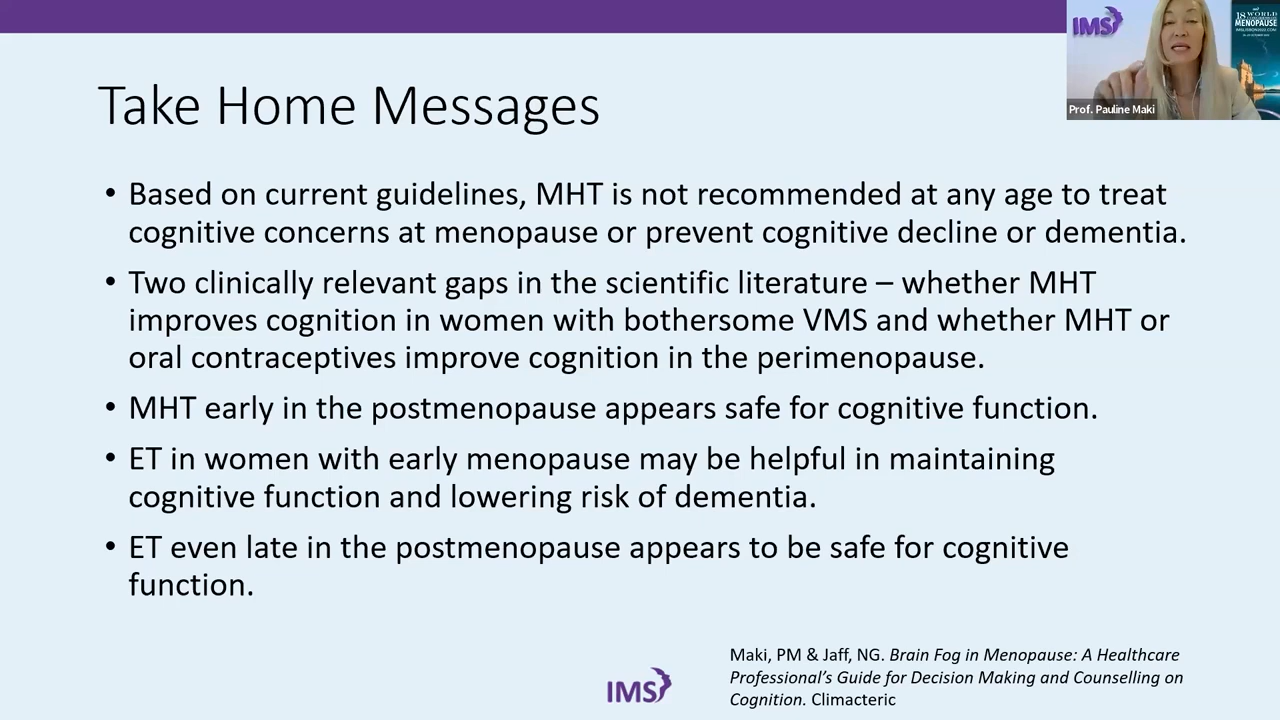 IMS
18 WORLD
MENOPAUSE
Prof. Pauline Maki
Take Home Messages
• Based on current guidelines, MHT is not recommended at any age to treat
cognitive concerns at menopause or prevent cognitive decline or dementia.
• Two clinically relevant gaps in the scientific literature – whether MHT
improves cognition in women with bothersome VMS and whether MHT or
oral contraceptives improve cognition in the perimenopause.
• MHT early in the postmenopause appears safe for cognitive function.
• ET in women with early menopause may be helpful in maintaining
cognitive function and lowering risk of dementia.
• ET even late in the postmenopause appears to be safe for cognitive
function.
Maki, PM & Jaff, NG. Brain Fog in Menopause: A Healthcare
Professional’s Guide for Decision Making and Counselling on
Cognition. Climacteric
IMS